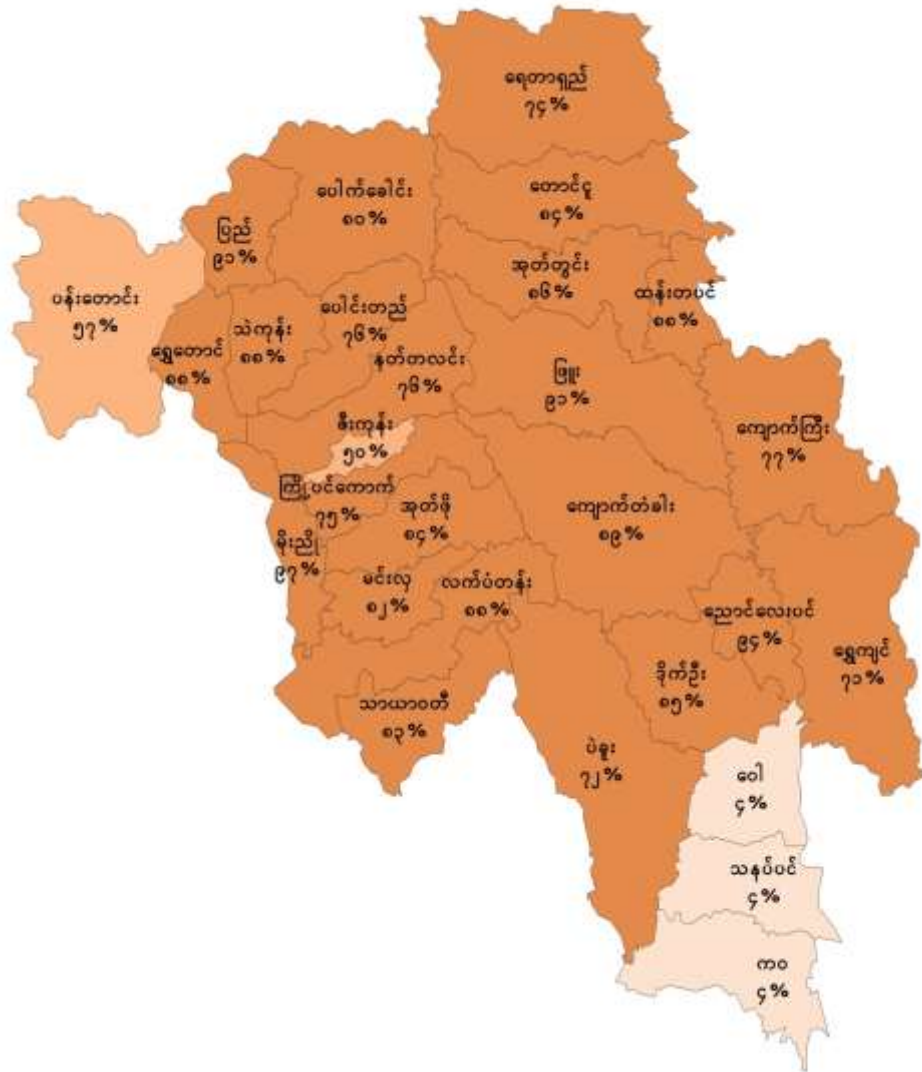 ရေတာရှည်
၇၄%
တောင်ငူ
၈၄%
ပေါက်ခေါင်း
၈၀%
ပြည်
၉၁%
အုတ်တွင်း
၈၆%
ထန်းတပင်
၈၈%
ပန်းတောင်း
၅၇%
ပေါင်းတည်
၇၆%
သဲကုန်း
၈၈%
ရွှေတောင်
၈၈%
နတ်တလင်း
၇၆%
ဖြူး
၉၁%
ကျောက်ကြီး
၇၇%
ဇီးကုန်း
၅၀%
ကြို့ပင်ကောက်
၇၅%
အုတ်ဖို
၈၄%
ကျောက်တံခါး
၈၉%
မိုးညို
၉၇%
မင်းလှ
၈၂%
လက်ပံတန်း
၈၈%
ညောင်လေးပင်
၉၄%
ရွှေကျင်
၇၁%
ဒိုက်ဦး
၈၅%
သာယာဝတီ
၈၃%
ပဲခူး
၇၂%
ဝေါ
၄%
သနပ်ပင်
၄%
ကဝ
၄%